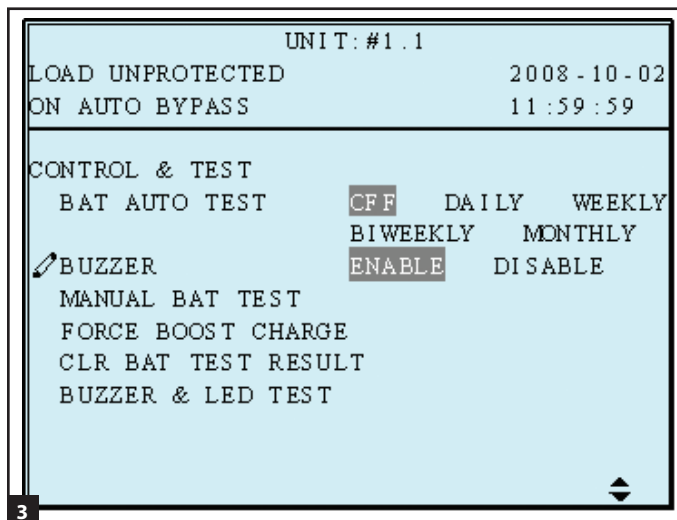 UNIT:#1.1
LOAD UNPROTECTED 2008-10-02
ON AUTO BYPASS 11:59:59
CONTROL & TEST
BAT AUTO TEST OFF DAILY WEEKLY
BIWEEKLY MONTHLY
BUZZER ENABLE DISABLE
MANUAL BAT TEST
FORCE BOOST CHARGE
CLR BAT TEST RESULT
BUZZER & LED TEST
3